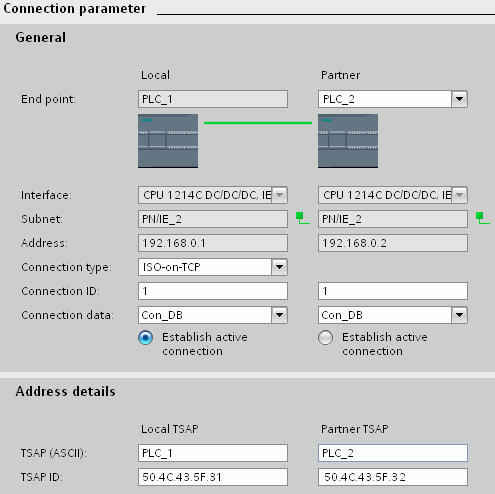 Connection parameter
General
Local Partner
End point: PLC_1 PLC_2
Interface: CPU 1214C DC/DC/DC, IE CPU 1214C DC/DC/DC, IE
Subnet: PN/IE_2 PN/IE_2
Address: 192.168.0.1 192.168.0.2
Connection type: ISO-on-TCP
Connection ID: 1 1
Connection data: Con_DB Con_DB
Establish active connection Establish active connection
Address details
Local TSAP Partner TSAP
TSAP (ASCII): PLC_1 PLC_2
TSAP ID: 50.4C.43.5F.31 50.4C.43.5F.32